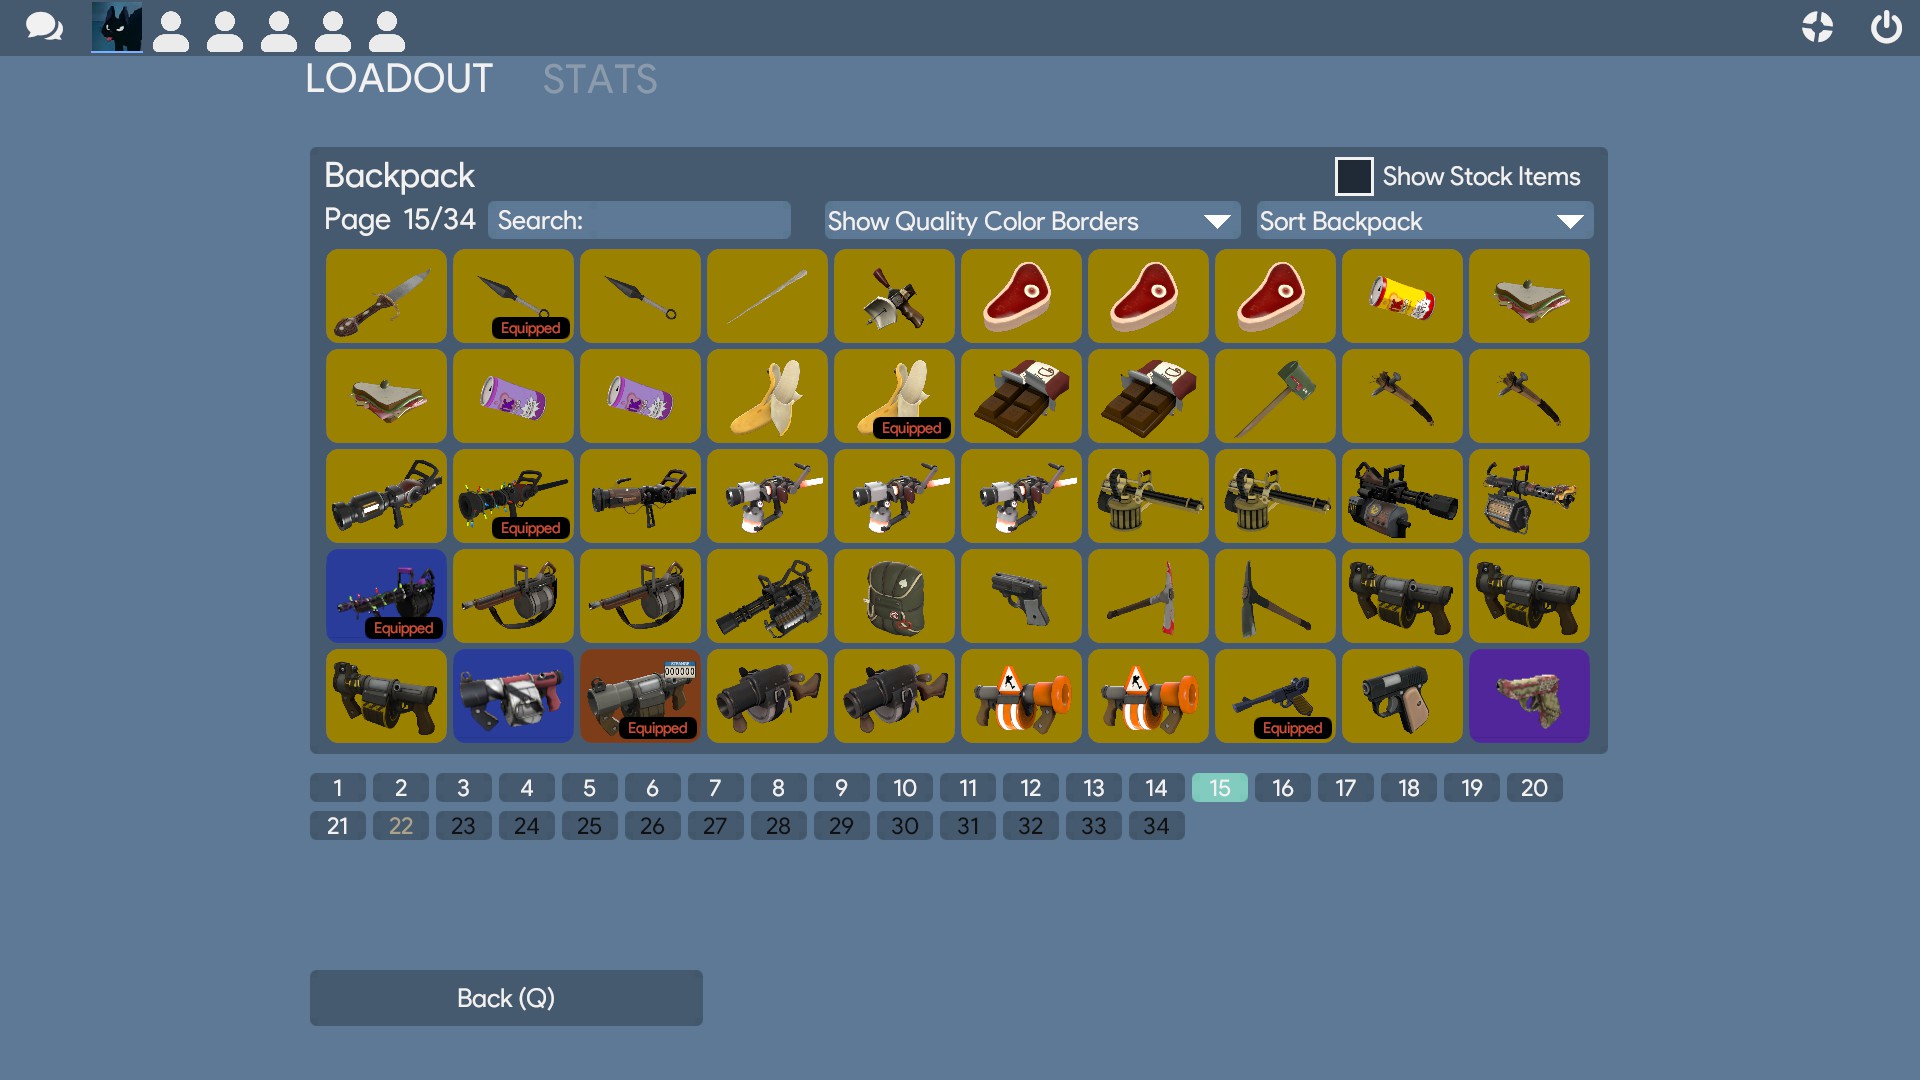 LOADOUT STATS
Backpack
Show Stock Items
Page 15/34 Search: Show Quality Color Borders Sort Backpack
Equipped
Equipped
Equipped
Equipped
STRANGE
000000
Equipped Equipped
1 2 3 4 5 6 7 8 9 10 11 12 13 14 15 16 17 18 19 20
21 22 23 24 25 26 27 28 29 30 31 32 33 34
Back (Q)